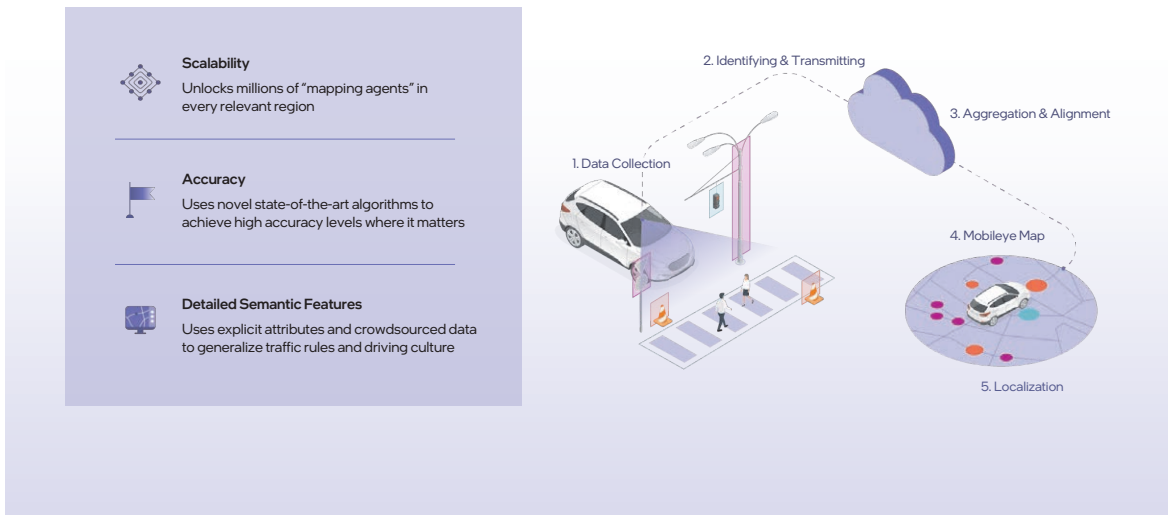 Scalability
Unlocks millions of “mapping agents” in
every relevant region
Accuracy
Uses novel state-of-the-art algorithms to
achieve high accuracy levels where it matters
Detailed Semantic Features
Uses explicit attributes and crowdsourced data
to generalize traffic rules and driving culture
1. Data Collection
2. Identifying & Transmitting
3. Aggregation & Alignment
4. Mobileye Map
5. Localization